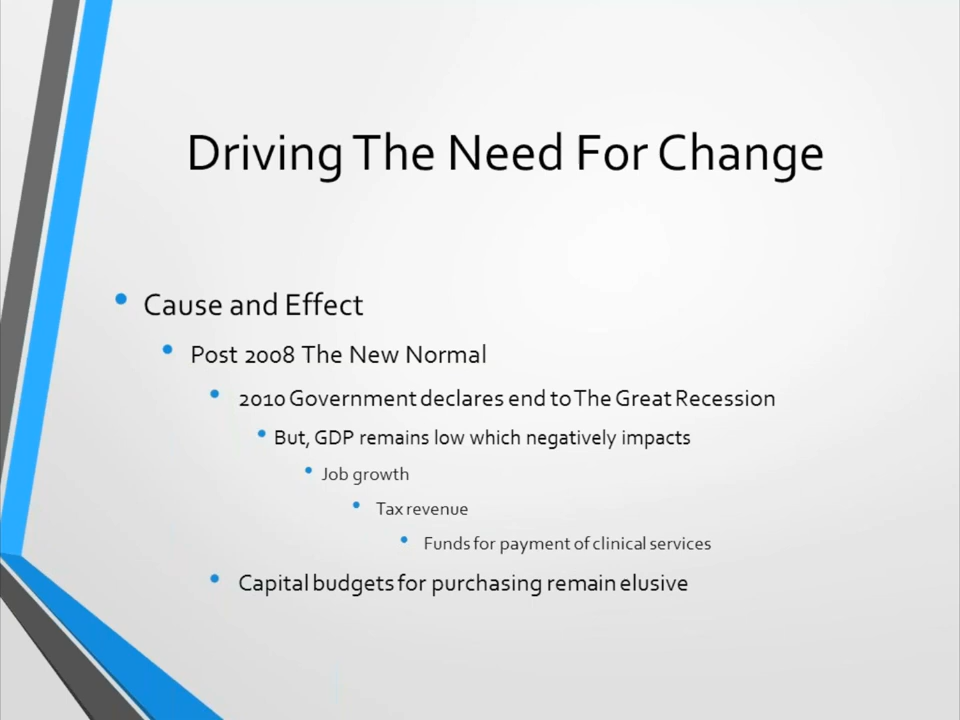 Driving The Need For Change
Cause and Effect
Post 2008 The New Normal
2010 Government declares end to The Great Recession
But, GDP remains low which negatively impacts
Job growth
Tax revenue
Funds for payment of clinical services
Capital budgets for purchasing remain elusive